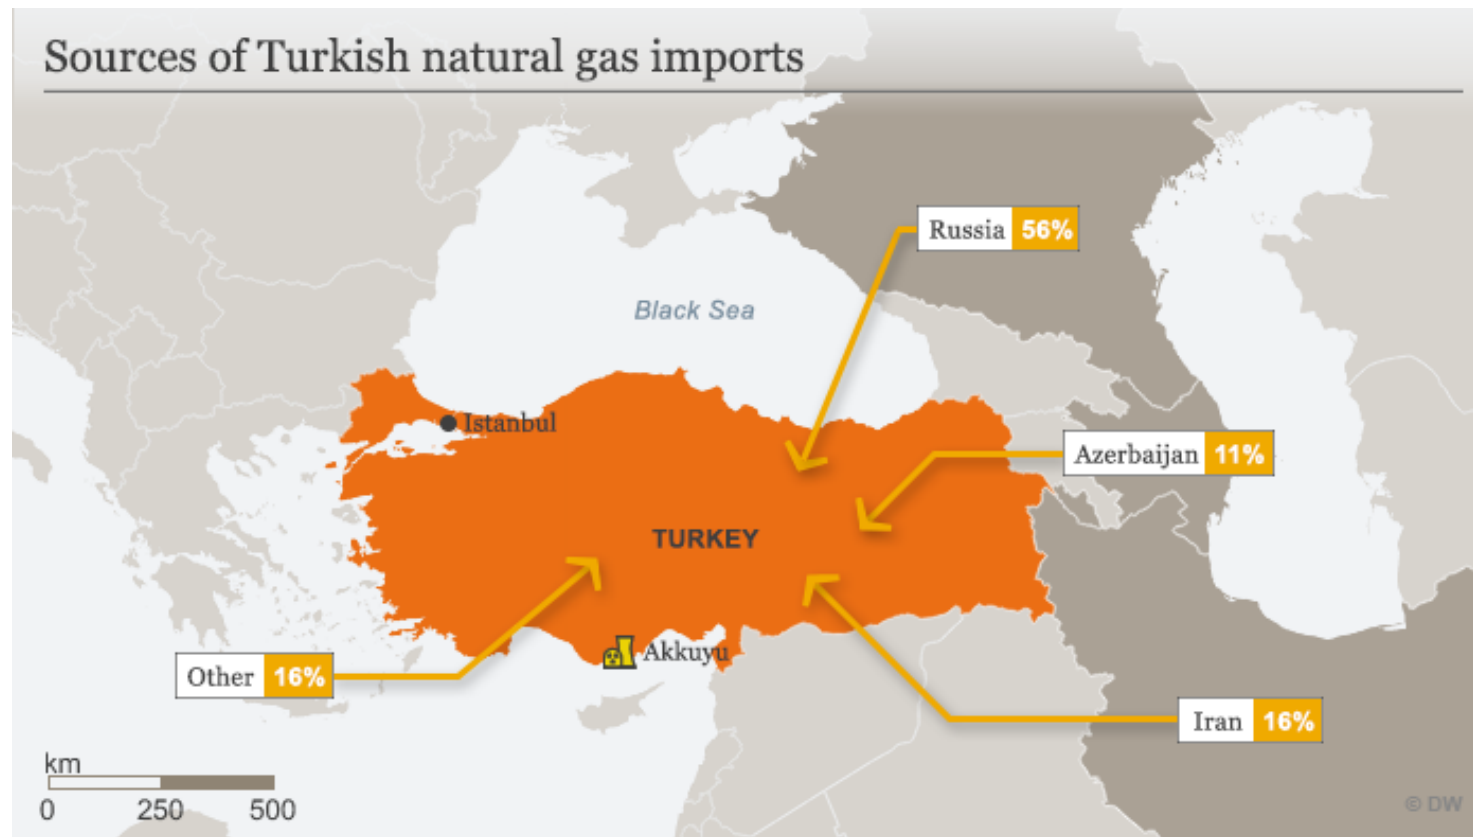 Sources of Turkish natural gas imports
Russia 56%
Black Sea
Istanbul
Azerbaijan 11%
TURKEY
Akkuyu
Other 16%
Iran 16%
km
0 250 500
© DW